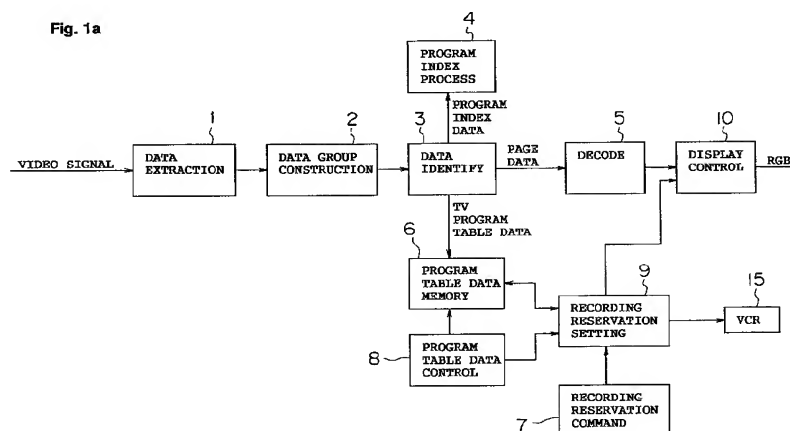 Fig. 1a
4
PROGRAM
INDEX
PROCESS
PROGRAM
INDEX
DATA
1
2
3
5
10
VIDEO SIGNAL
DATA
EXTRACTION
DATA GROUP
CONSTRUCTION
DATA
IDENTIFY
PAGE
DATA
DECODE
DISPLAY
CONTROL
RGB
TV
PROGRAM
TABLE DATA
6
PROGRAM
TABLE DATA
MEMORY
9
RECORDING
RESERVATION
SETTING
15
VCR
8
PROGRAM
TABLE DATA
CONTROL
7
RECORDING
RESERVATION
COMMAND